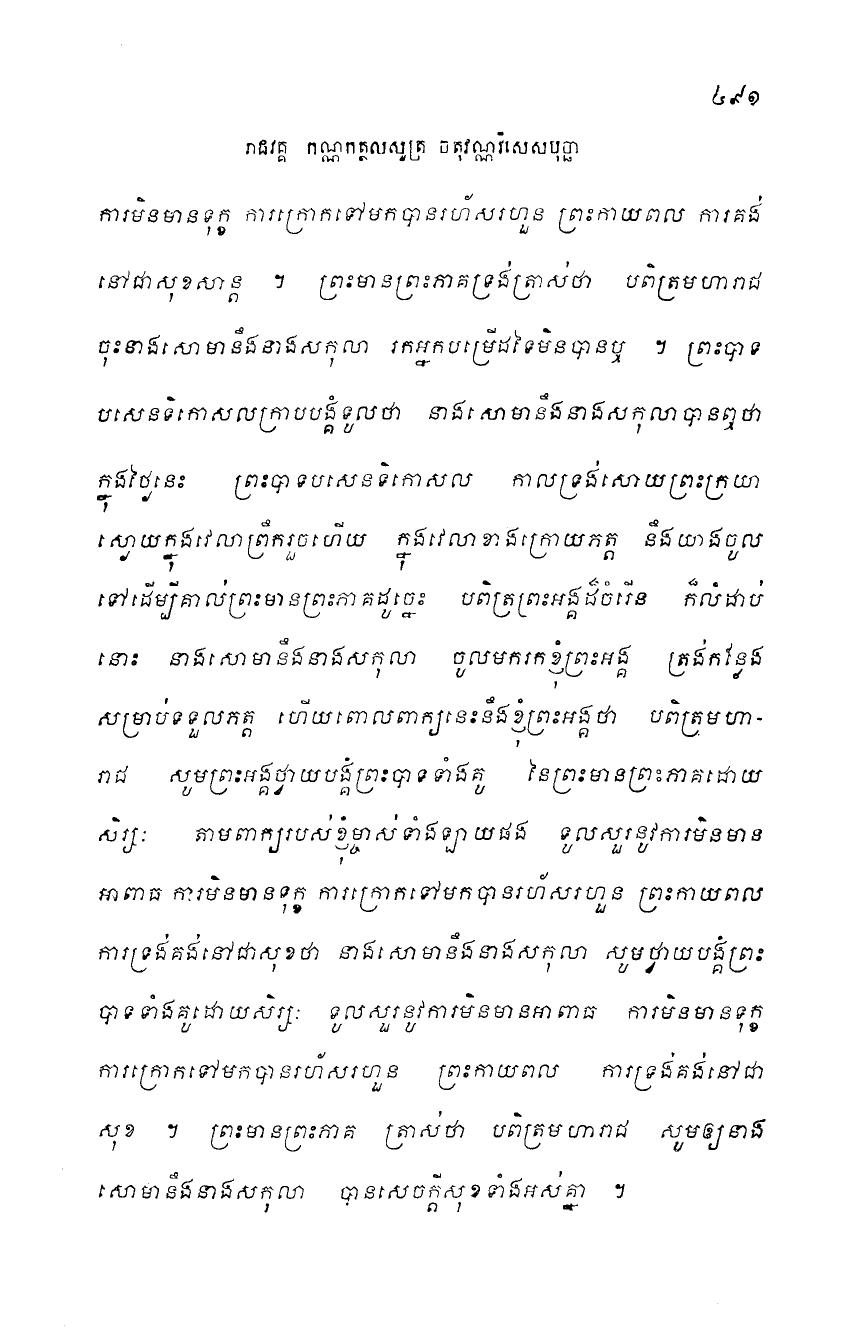 ៤៩១
រាជវគ្គ កណ្ណកត្ថលសូត្រ ចតុវណ្ណវិសេសបុច្ឆា
ការមិនមានទុក្ខ ការក្រោកទៅមកបានរហ័សរហួន ព្រះកាយពល ការគង់
នៅជាសុខសាន្ត ។ ព្រះមានព្រះភាគទ្រង់ត្រាស់ថា បពិត្រមហារាជ
ចុះនាងសោមានឹងនាងសកុលា រកអ្នកបម្រើដទៃមិនបានឬ ។ ព្រះបាទ
បសេនទិកោសលក្រាបបង្គំទូលថា នាងសោមានឹងនាងសកុលាបានឮថា
ក្នុងថ្ងៃនេះ ព្រះបាទបសេនទិកោសល កាលទ្រង់សោយព្រះក្រយា
ស្ងោយក្នុងវេលាព្រឹករួចហើយ ក្នុងវេលាខាងក្រោយភត្ត នឹងយាងចូល
ទៅដើម្បីគាល់ព្រះមានព្រះភាគដូច្នេះ បពិត្រព្រះអង្គដ៏ចំរើន ក៏លំដាប់
នោះ នាងសោមានឹងនាងសកុលា ចូលមករកខ្ញុំព្រះអង្គ ត្រង់កន្លែង
សម្រាប់ទទួលភត្ត ហើយពោលពាក្យនេះនឹងខ្ញុំព្រះអង្គថា បពិត្រមហា-
រាជ សូមព្រះអង្គថ្វាយបង្គំព្រះបាទទាំងគូ នៃព្រះមានព្រះភាគដោយ
សិរ្សៈ តាមពាក្យរបស់ខ្ញុំម្ចាស់ទាំងឡាយផង ទូលសួរនូវការមិនមាន
អាពាធ ការមិនមានទុក្ខ ការក្រោកទៅមកបានរហ័សរហួន ព្រះកាយពល
ការទ្រង់គង់នៅជាសុខថា នាងសោមានឹងនាងសកុលា សូមថ្វាយបង្គំព្រះ
បាទទាំងគូដោយសិរ្សៈ ទូលសួរនូវការមិនមានអាពាធ ការមិនមានទុក្ខ
ការក្រោកទៅមកបានរហ័សរហួន ព្រះកាយពល ការទ្រង់គង់នៅជា
សុខ ។ ព្រះមានព្រះភាគ ត្រាស់ថា បពិត្រមហារាជ សូមឲ្យនាង
សោមានឹងនាងសកុលា បានសេចក្តីសុខទាំងអស់គ្នា ។